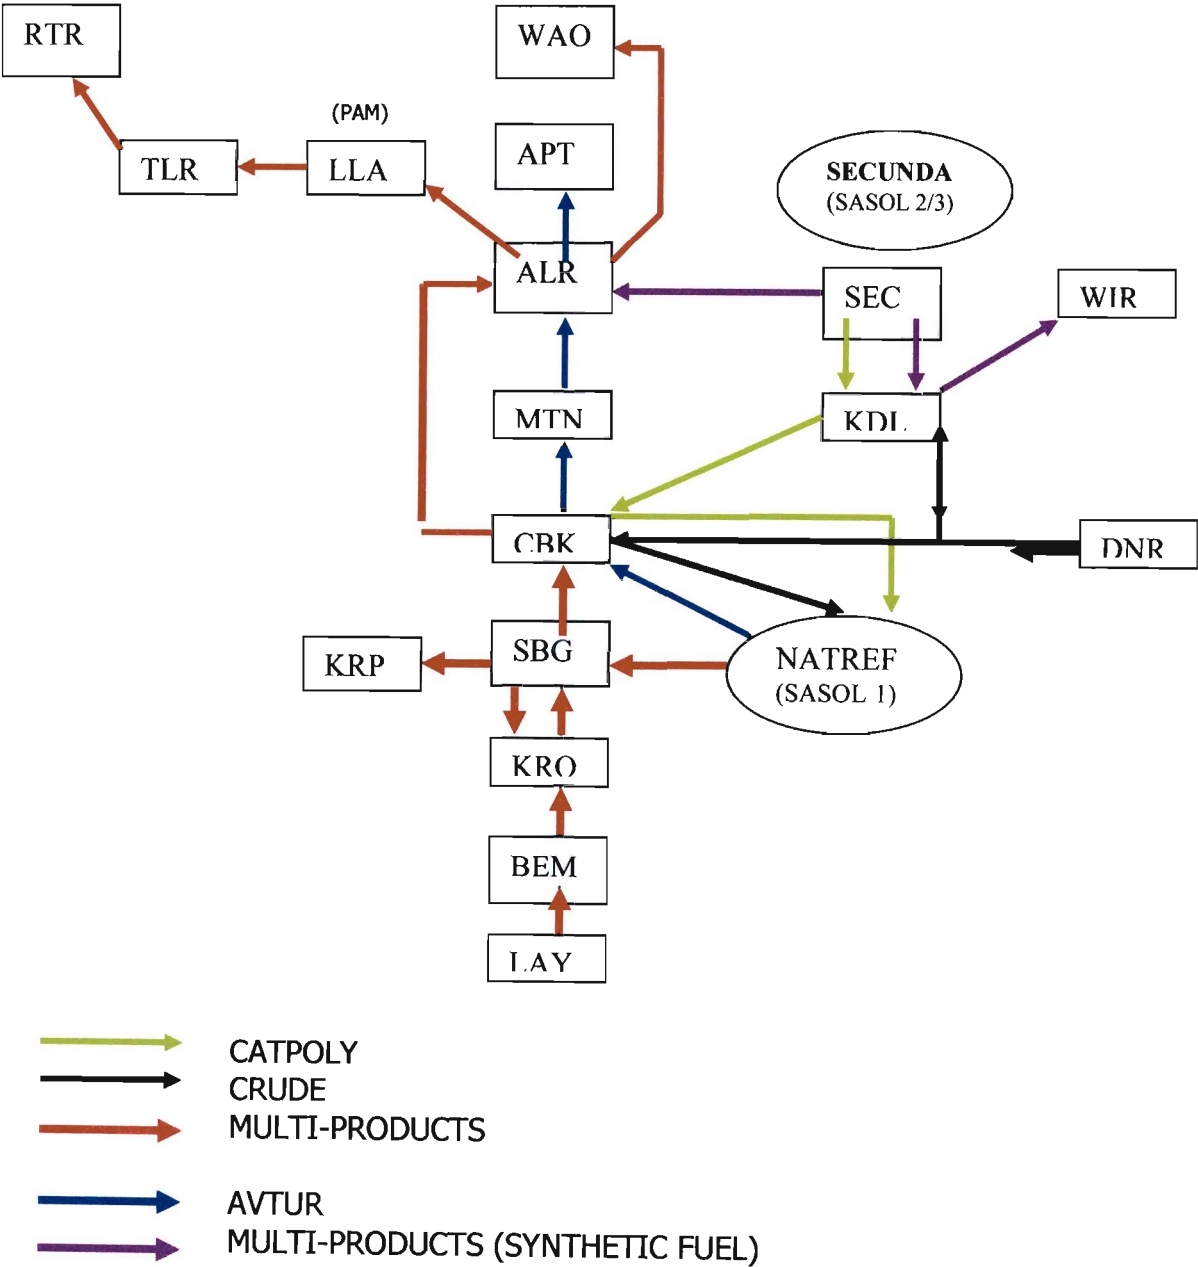 RTR
WAO
(PAM)
APT
TLR
LLA
SECUNDA
(SASOL 2/3)
ALR
SEC
WIR
MTN
KDL
CBK
DNR
SBG
KRP
NATREF
(SASOL 1)
KRO
BEM
LAY
CATPOLY
CRUDE
MULTI-PRODUCTS
AVTUR
MULTI-PRODUCTS (SYNTHETIC FUEL)